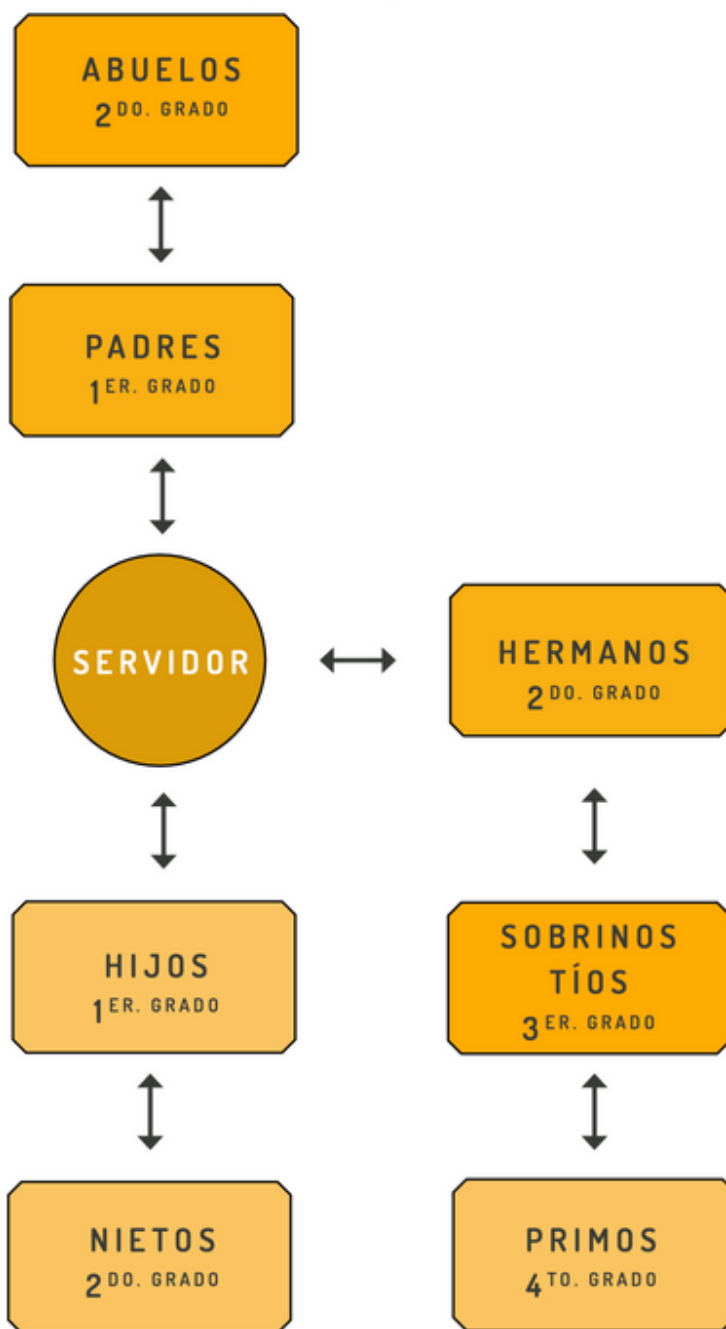 ABUELOS
2DO. GRADO
PADRES
1ER. GRADO
SERVIDOR
HERMANOS
2DO. GRADO
HIJOS
1ER. GRADO
SOBRINOS
TÍOS
3ER. GRADO
NIETOS
2DO. GRADO
PRIMOS
4TO. GRADO